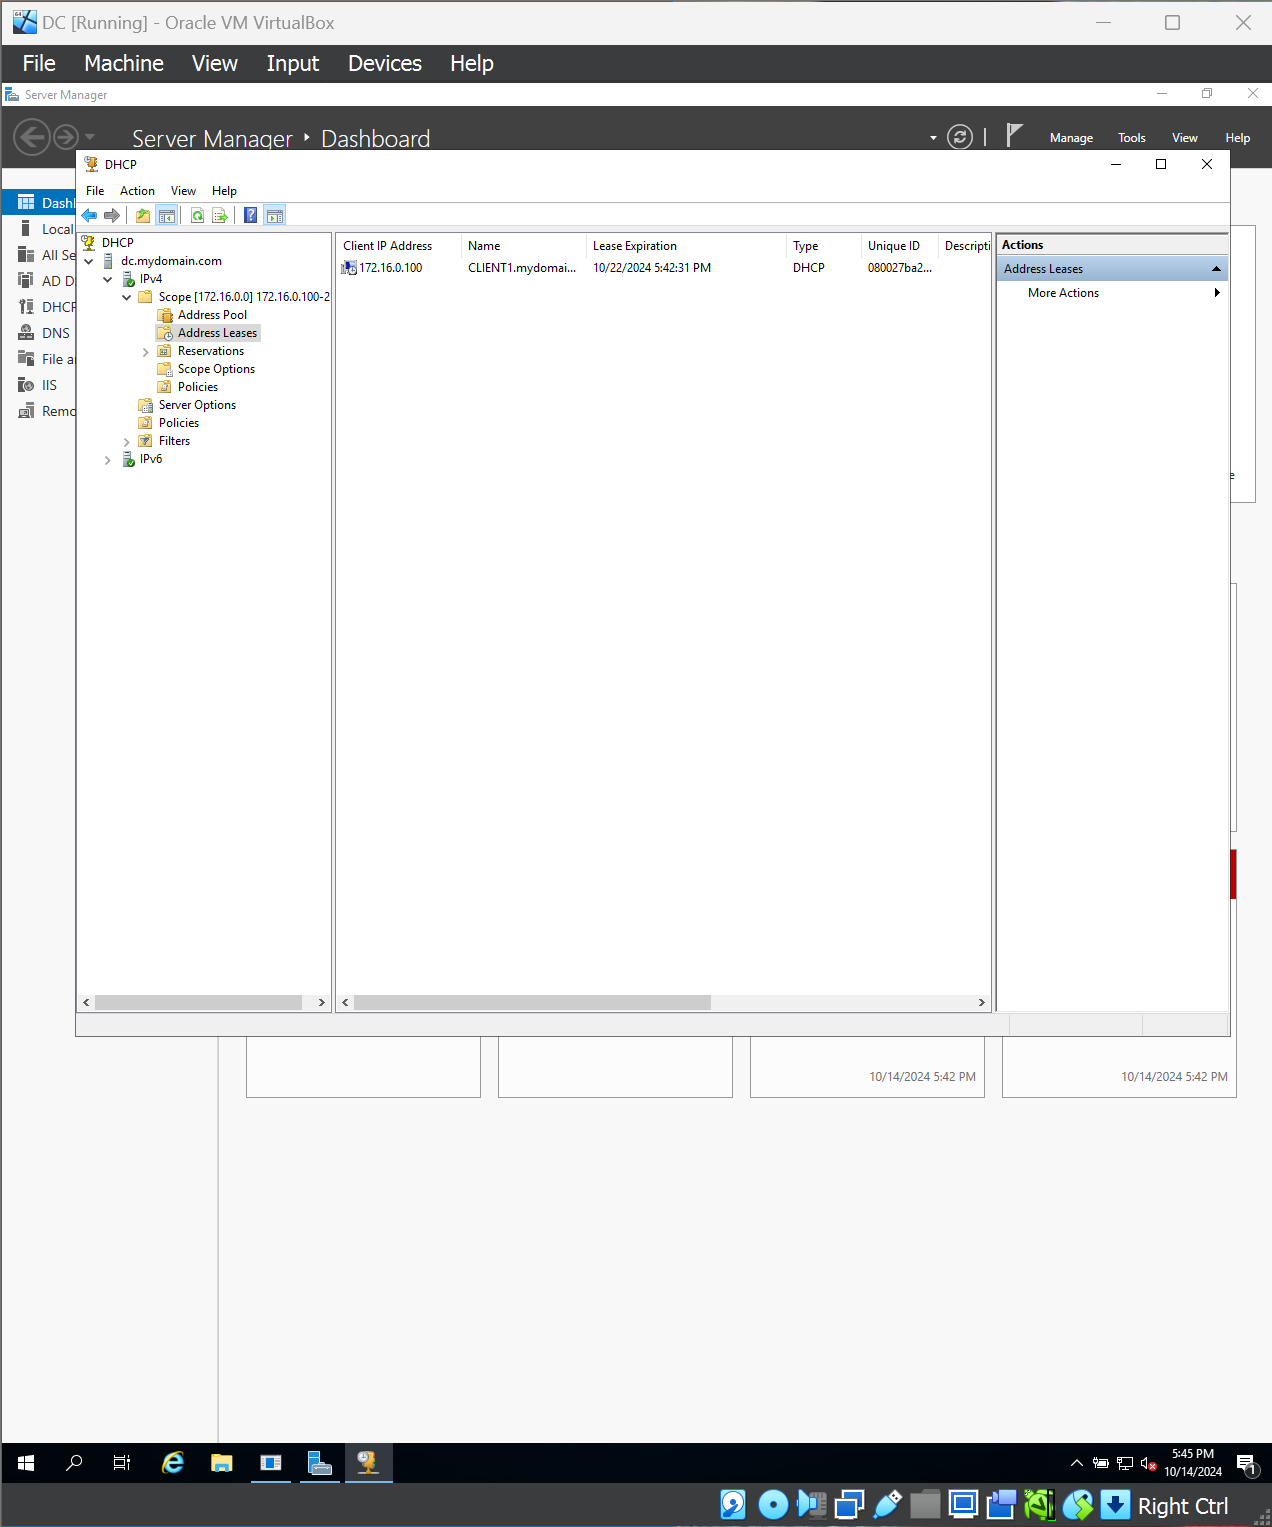 DC [Running] - Oracle VM VirtualBox
File Machine View Input Devices Help
Server Manager
Server Manager Dashboard
Manage Tools View Help
DHCP
File Action View Help
Dashl
Local
All Se
AD D
DHCP
DNS
File a
IIS
Remo
DHCP
dc.mydomain.com
IPv4
Scope [172.16.0.0] 172.16.0.100-2
Address Pool
Address Leases
Reservations
Scope Options
Policies
Server Options
Policies
Filters
IPv6
Client IP Address Name Lease Expiration Type Unique ID Descripti
172.16.0.100 CLIENT1.mydomai... 10/22/2024 5:42:31 PM DHCP 080027ba2...
Actions
Address Leases
More Actions
e
10/14/2024 5:42 PM 10/14/2024 5:42 PM
5:45 PM
10/14/2024
1
Right Ctrl